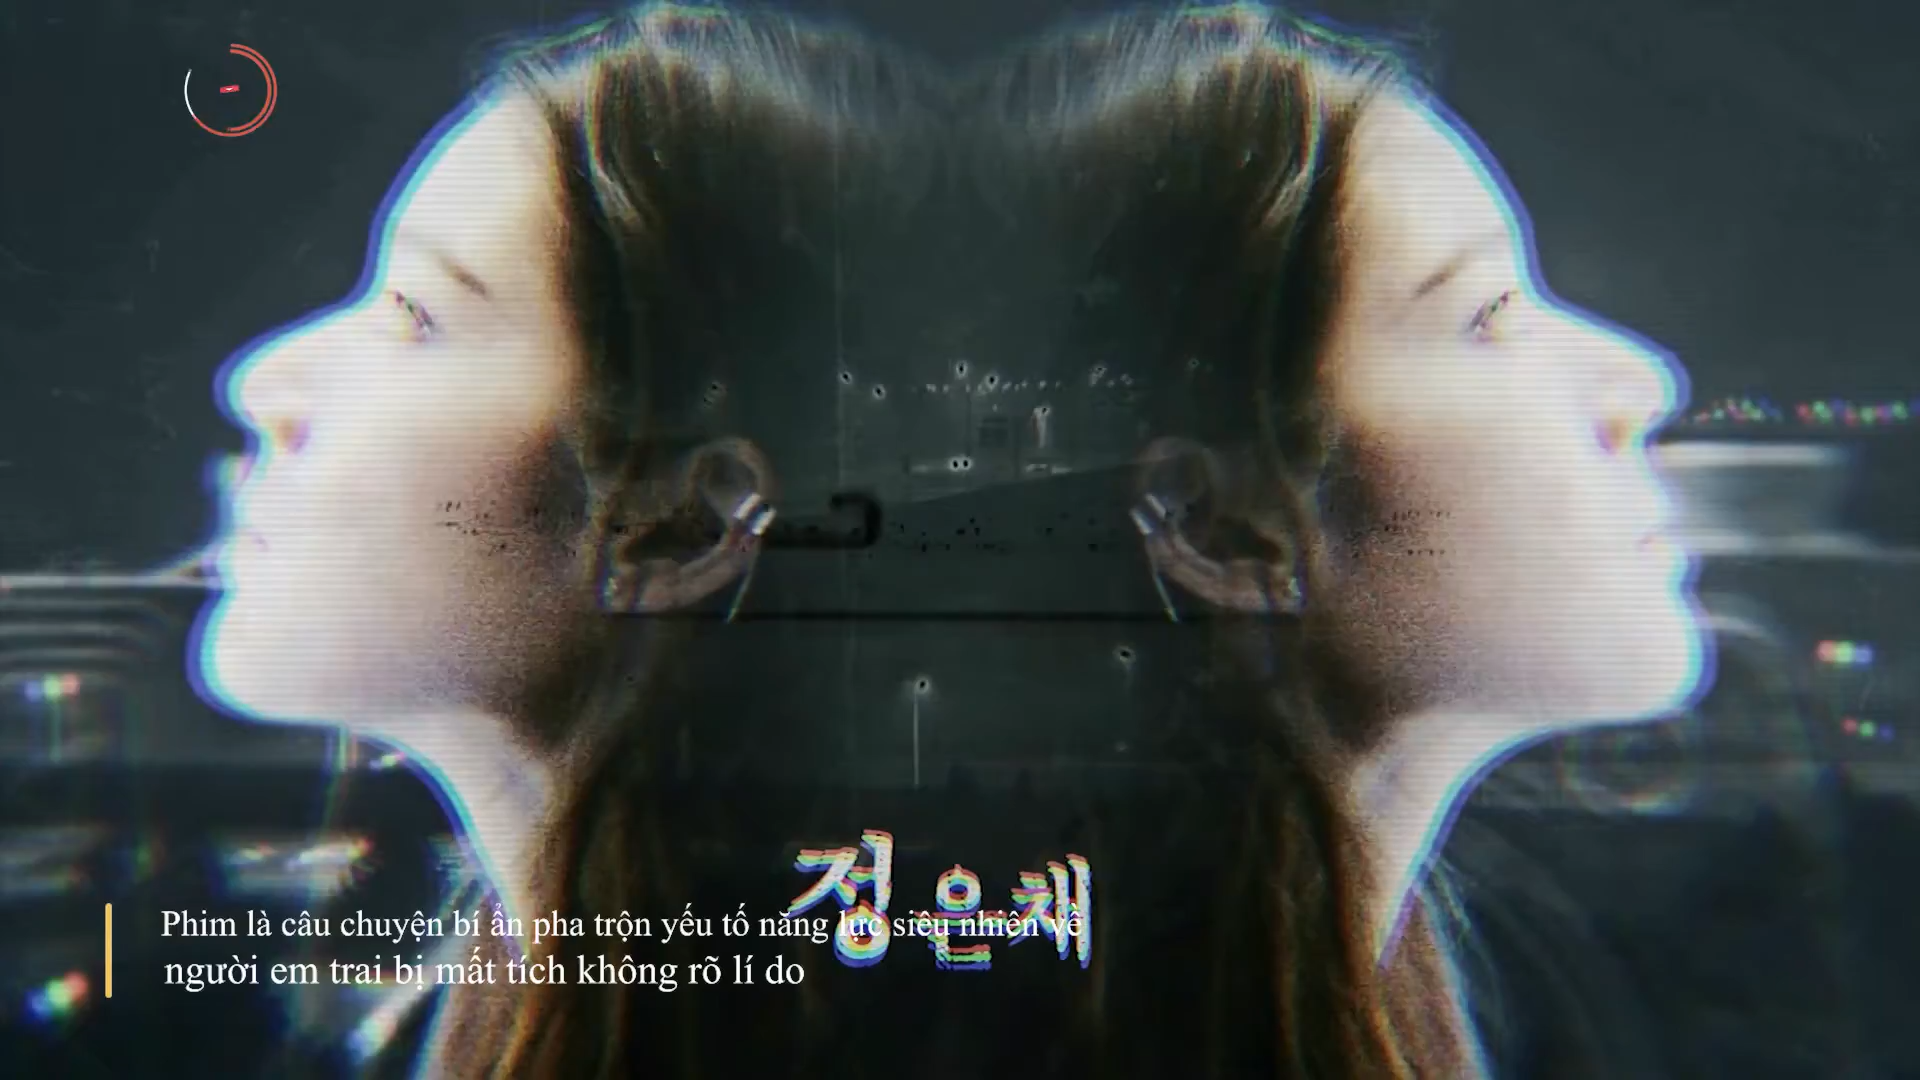 정은채
Phim là câu chuyện bí ẩn pha trộn yếu tố năng lực siêu nhiên về
người em trai bị mất tích không rõ lí do